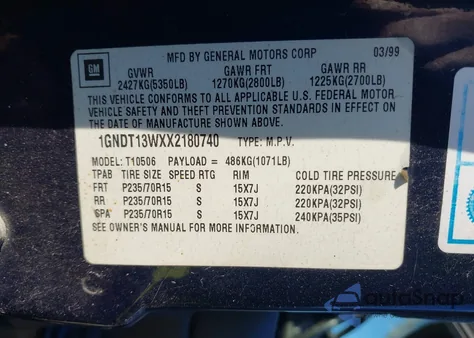 MFD BY GENERAL MOTORS CORP 03/99
GM
GVWR GAWR FRT GAWR RR
2427KG(5350LB) 1270KG(2800LB) 1225KG(2700LB)
THIS VEHICLE CONFORMS TO ALL APPLICABLE U.S. FEDERAL MOTOR
VEHICLE SAFETY AND THEFT PREVENTION STANDARDS IN EFFECT ON
THE DATE OF MANUFACTURE SHOWN ABOVE.
1GNDT13WXX2180740 TYPE: M.P.V.
MODEL: T10506 PAYLOAD = 486KG(1071LB)
TPAB TIRE SIZE SPEED RTG RIM COLD TIRE PRESSURE
FRT P235/70R15 S 15X7J 220KPA(32PSI)
RR P235/70R15 S 15X7J 220KPA(32PSI)
SPA P235/70R15 S 15X7J 240KPA(35PSI)
SEE OWNER'S MANUAL FOR MORE INFORMATION.
autoSnap